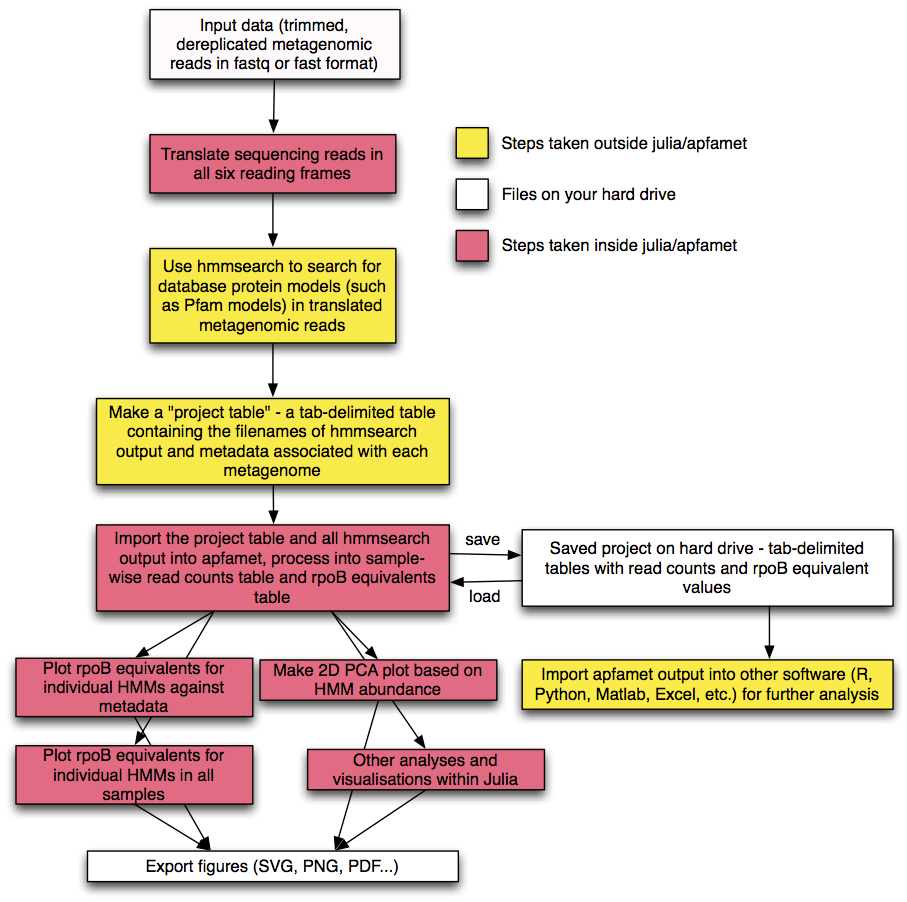 Input data (trimmed,
dereplicated metagenomic
reads in fastq or fast format)
Translate sequencing reads in
all six reading frames
Steps taken outside julia/apfamet
Files on your hard drive
Steps taken inside julia/apfamet
Use hmmsearch to search for
database protein models (such
as Pfam models) in translated
metagenomic reads
Make a "project table" - a tab-delimited table
containing the filenames of hmmsearch
output and metadata associated with each
metagenome
Import the project table and all hmmsearch
output into apfamet, process into sample-
wise read counts table and rpoB equivalents
table
save
load
Saved project on hard drive - tab-delimited
tables with read counts and rpoB equivalent
values
Plot rpoB equivalents for
individual HMMs against
metadata
Make 2D PCA plot based on
HMM abundance
Import apfamet output into other software (R,
Python, Matlab, Excel, etc.) for further analysis
Plot rpoB equivalents for
individual HMMs in all
samples
Other analyses and
visualisations within Julia
Export figures (SVG, PNG, PDF...)